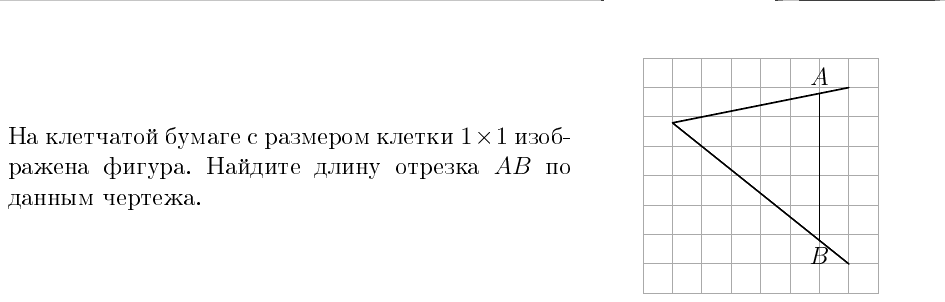 A
На клетчатой бумаге с размером клетки 1×1 изоб-
ражена фигура. Найдите длину отрезка AB по
данным чертежа.
B